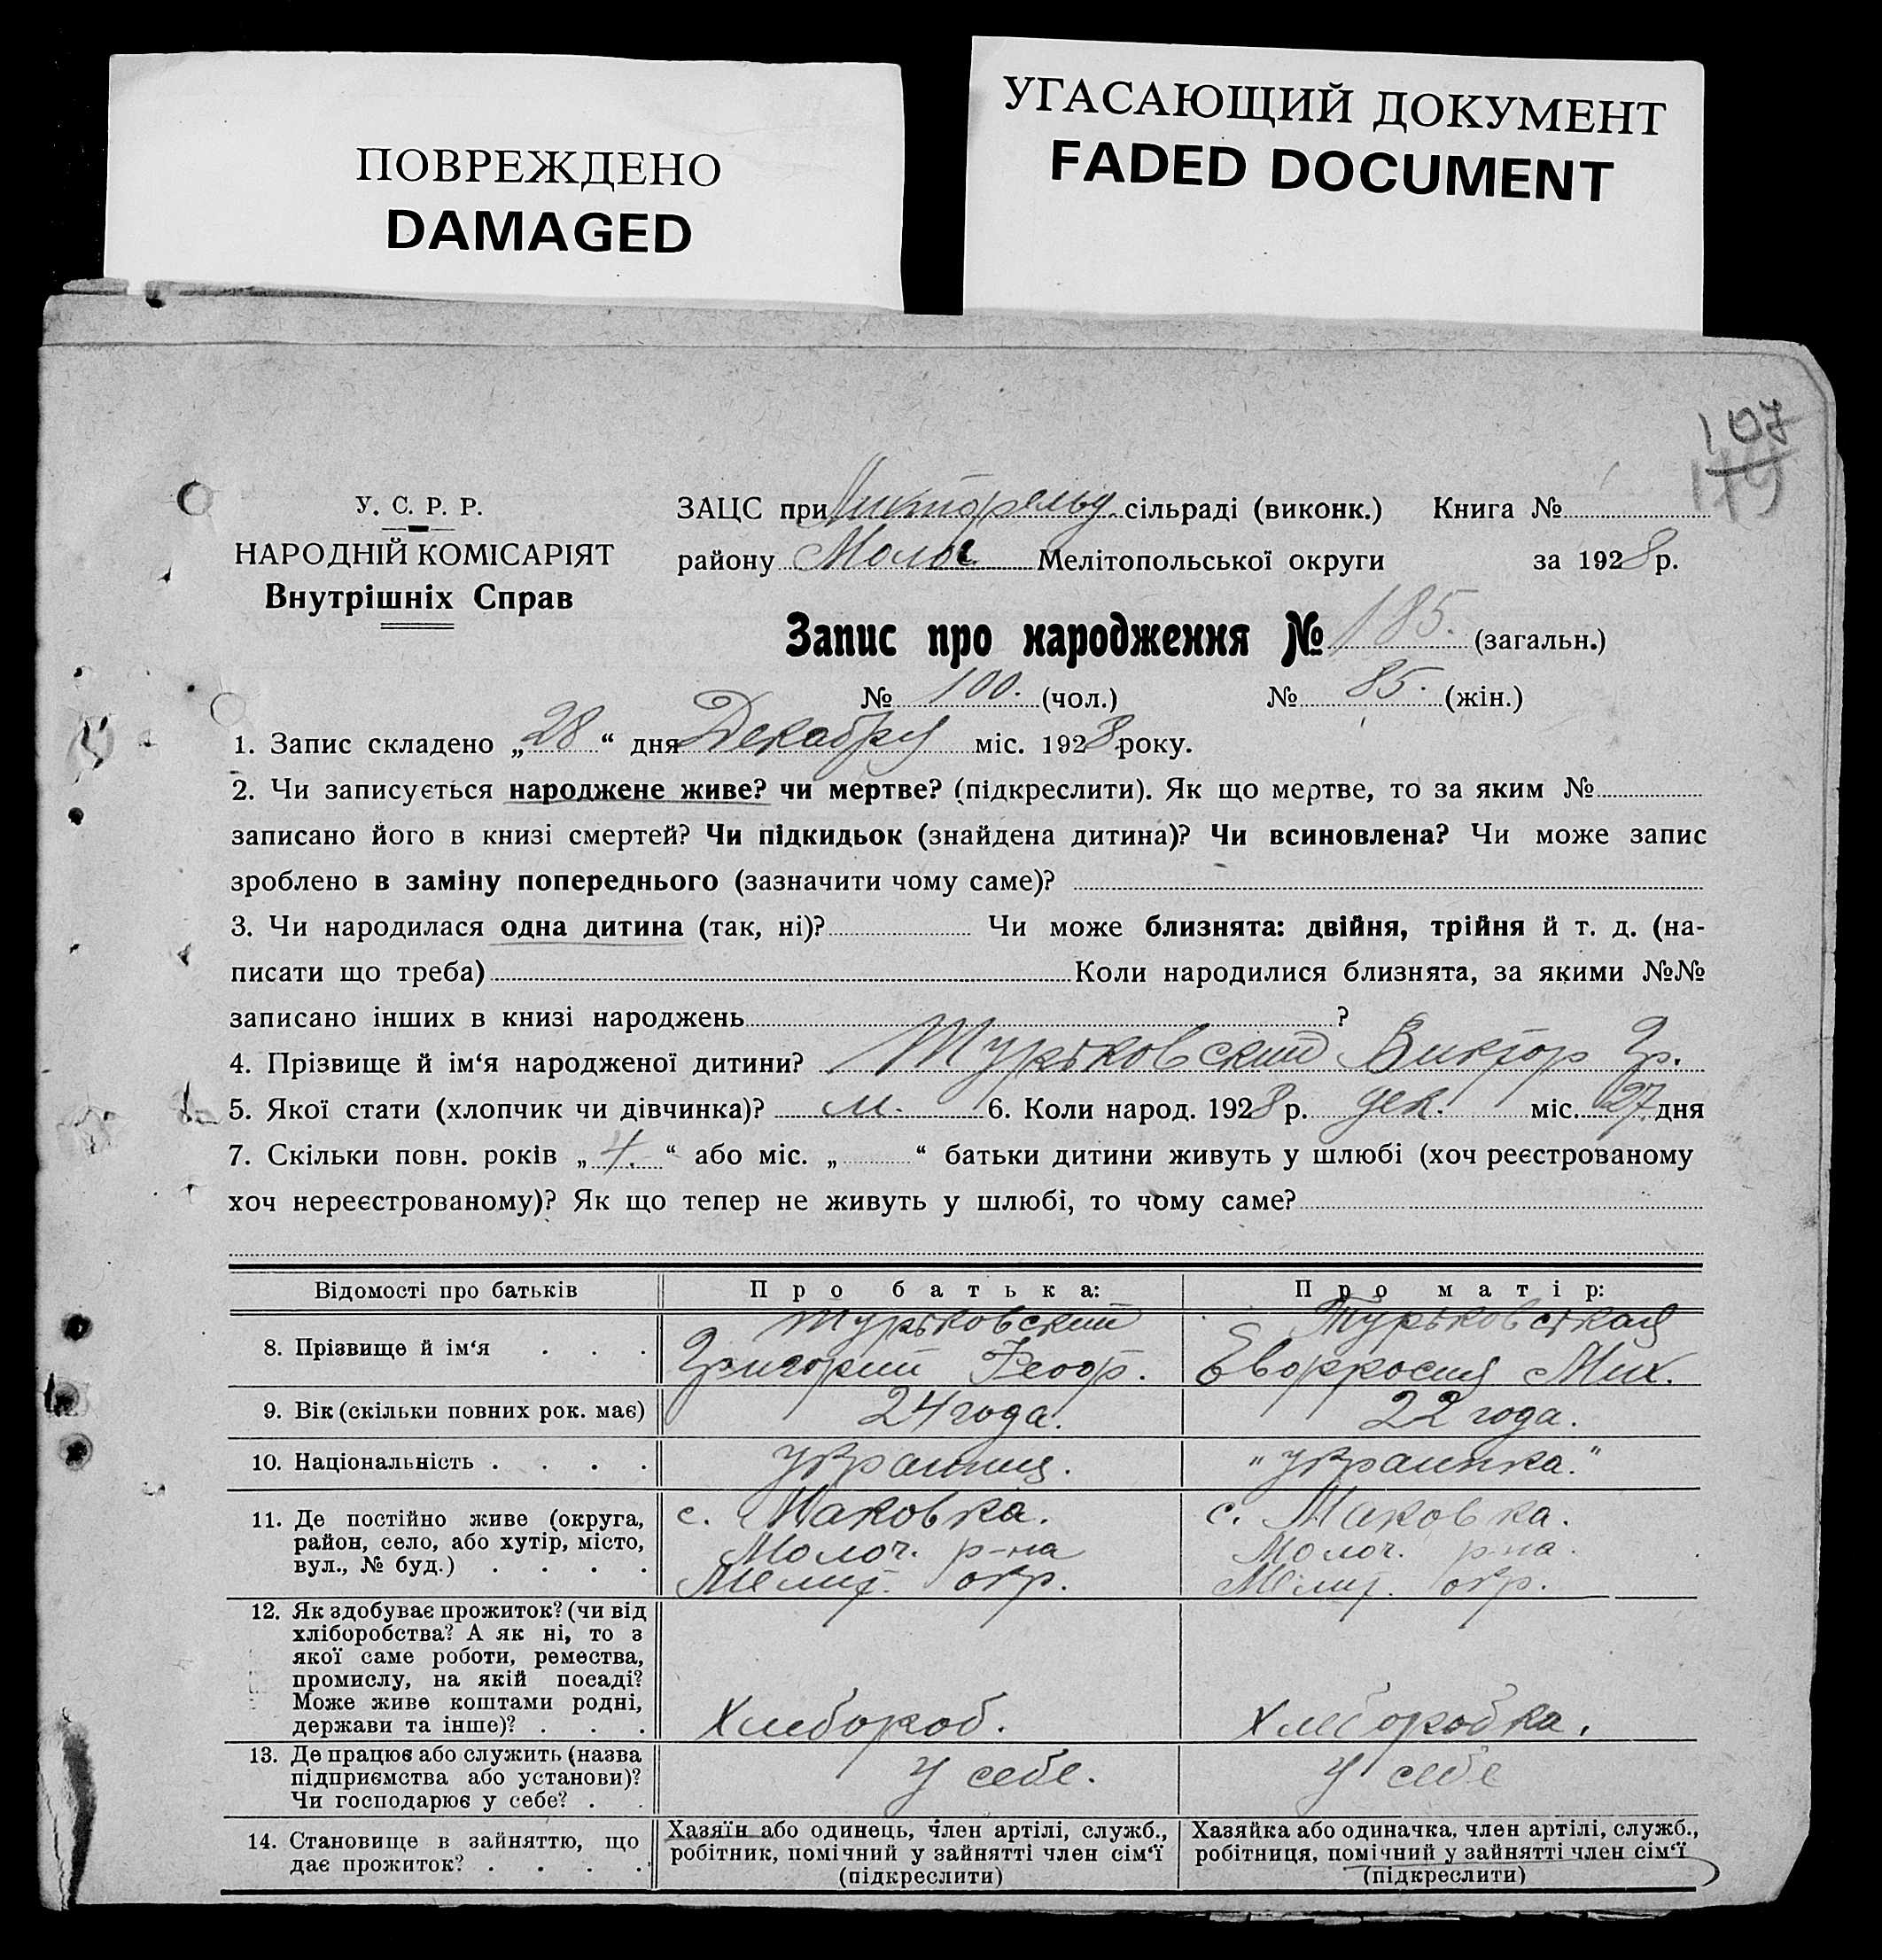 ПОВРЕЖДЕНО
DAMAGED
УГАСАЮЩИЙ ДОКУМЕНТ
FADED DOCUMENT
107
119
У. С. Р. Р.
НАРОДНІЙ КОМІСАРІЯТ
Внутрішніх Справ
ЗАЦС при сільраді (виконк.) Книга №
району Молоч Мелітопольської округи за 1928 р.
Запис про народження № 185. (загальн.)
№ 100. (чол.) № 85. (жін.)
1. Запис складено „28“ дня Декабру міс. 1928 року.
2. Чи записується народжене живе? чи мертве? (підкреслити). Як що мертве, то за яким №
записано його в книзі смертей? Чи підкидьок (знайдена дитина)? Чи всиновлена? Чи може запис
зроблено в заміну попереднього (зазначити чому саме)?
3. Чи народилася одна дитина (так, ні)? Чи може близнята: двійня, трійня й т. д. (на-
писати що треба) Коли народилися близнята, за якими №№
записано інших в книзі народжень ?
4. Прізвище й ім‘я народженої дитини? Турьковский Виктор Гр.
5. Якої стати (хлопчик чи дівчинка)? м. 6. Коли народ. 1928 р. дек. міс. 27 дня
7. Скільки повн. років „4.“ або міс. „ “ батьки дитини живуть у шлюбі (хоч реєстрованому
хоч нереєстрованому)? Як що тепер не живуть у шлюбі, то чому саме?
Відомості про батьків Про батька: Про матір:
8. Прізвище й ім‘я . . . Турьковский Григорий Феодр. Турьковская Еворросия Мих.
9. Вік (скільки повних рок. має) 24 года. 22 года.
10. Національність . . . . украинец. "украинка."
11. Де постійно живе (округа, с. Маковка. с. Маковка.
район, село, або хутір, місто, Молоч. р-на Молоч. р-на.
вул., № буд.) . . . . Мелит. окр. Мелит. окр.
12. Як здобуває прожиток? (чи від
хліборобства? А як ні, то з
якої саме роботи, ремества,
промислу, на якій посаді?
Може живе коштами родні,
держави та інше)? . . . Хлебороб. Хлеборобка.
13. Де працює або служить (назва У себе. У себе
підприємства або установи)?
Чи господарює у себе? . .
14. Становище в зайняттю, що Хазяїн або одинець, член артілі, служб., Хазяйка або одиначка, член артілі, служб.,
дає прожиток? . . . . робітник, помічний у зайнятті член сім‘ї робітниця, помічний у зайнятті член сім‘ї
(підкреслити) (підкреслити)